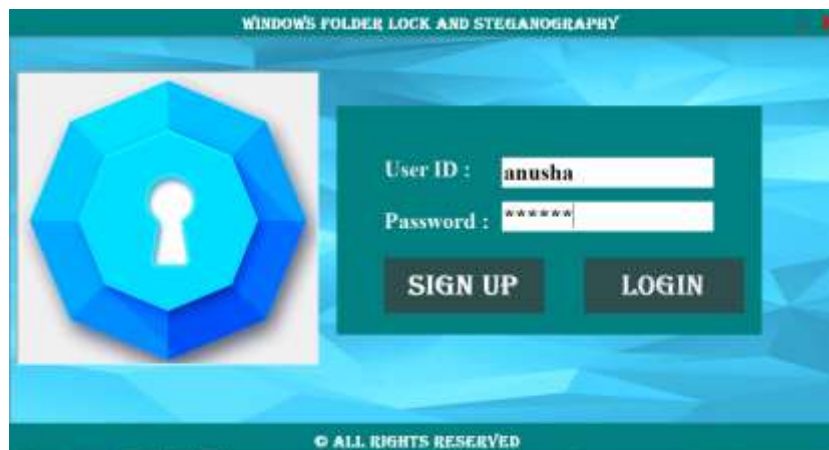 WINDOWS FOLDER LOCK AND STEGANOGRAPHY
User ID : anusha
Password : ******
SIGN UP LOGIN
© ALL RIGHTS RESERVED